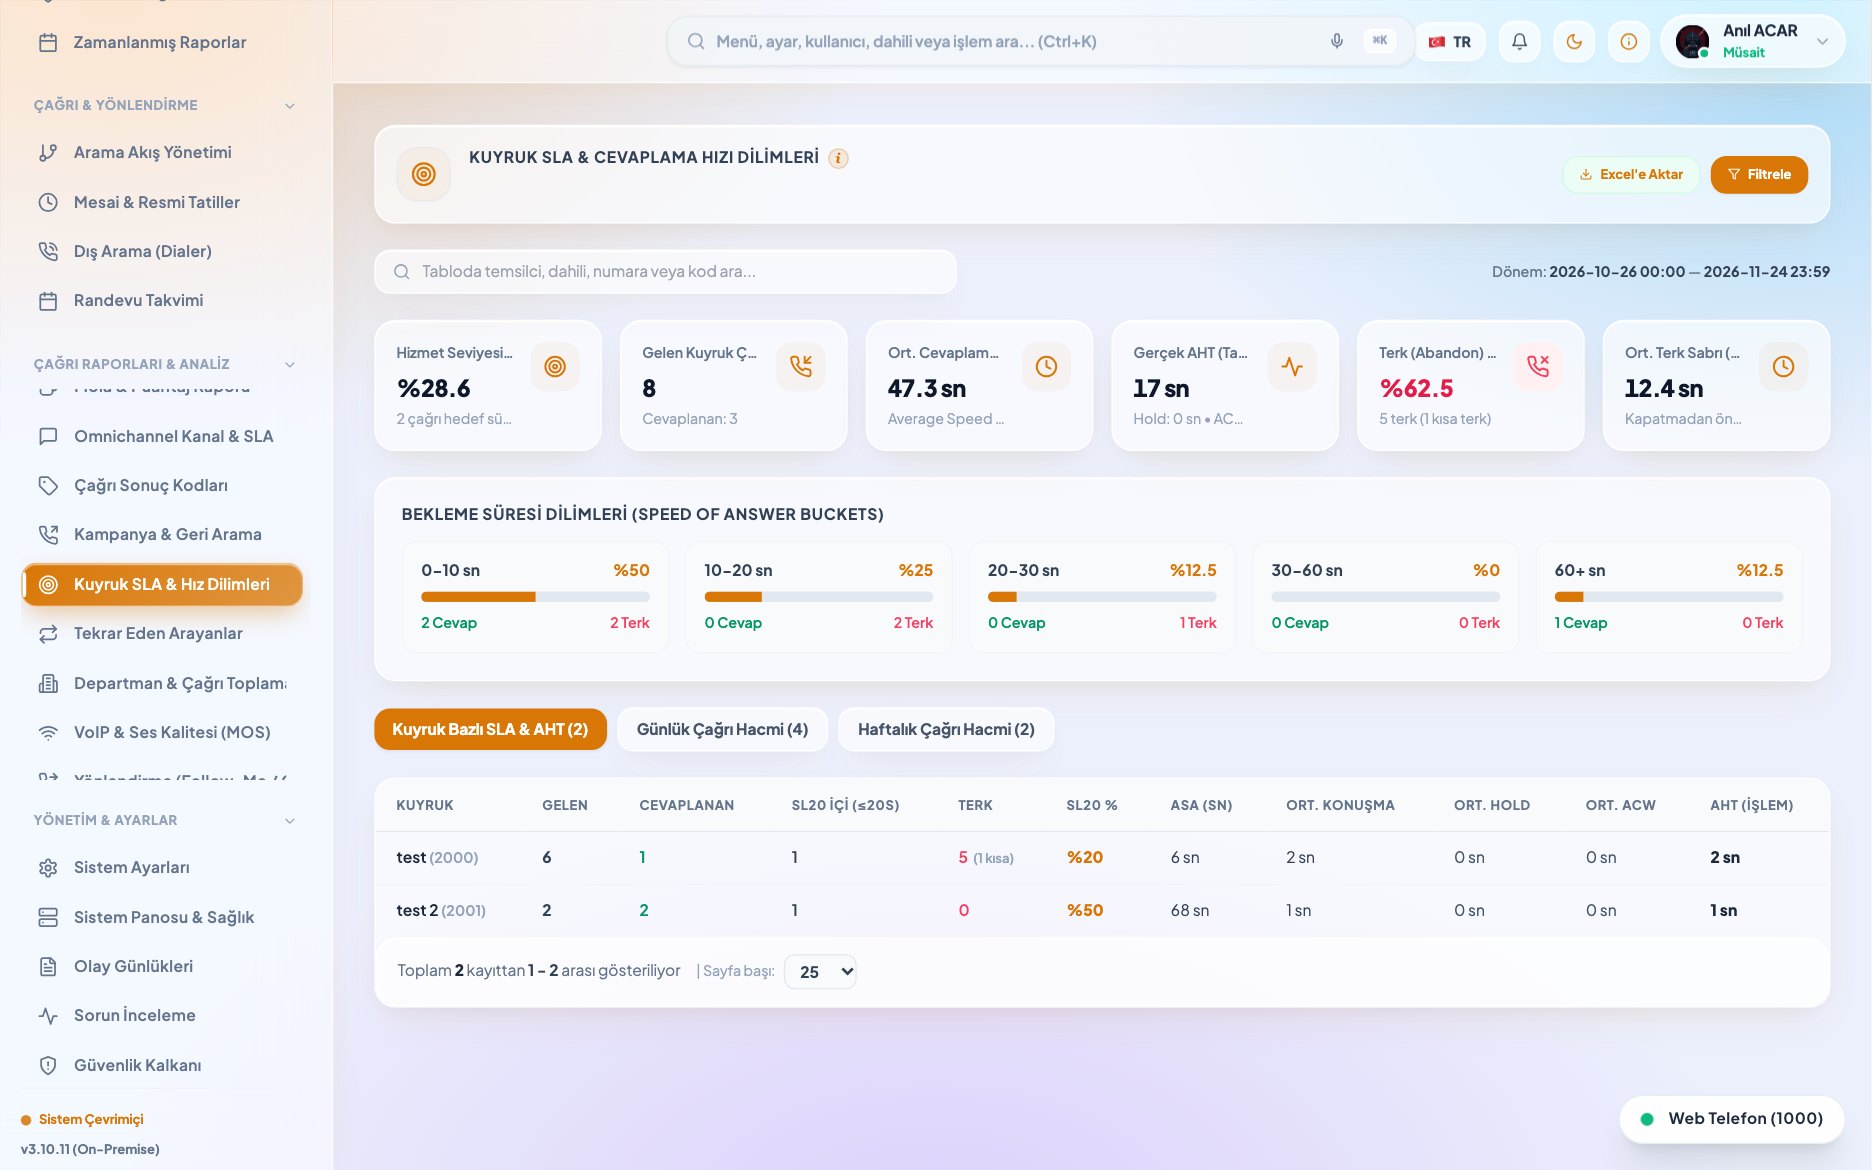 Zamanlanmış Raporlar
ÇAĞRI & YÖNLENDİRME
Arama Akış Yönetimi
Mesai & Resmi Tatiller
Dış Arama (Dialer)
Randevu Takvimi
ÇAĞRI RAPORLARI & ANALİZ
Omnichannel Kanal & SLA
Çağrı Sonuç Kodları
Kampanya & Geri Arama
Kuyruk SLA & Hız Dilimleri
Tekrar Eden Arayanlar
Departman & Çağrı Toplama
VoIP & Ses Kalitesi (MOS)
YÖNETİM & AYARLAR
Sistem Ayarları
Sistem Panosu & Sağlık
Olay Günlükleri
Sorun İnceleme
Güvenlik Kalkanı
Sistem Çevrimiçi
v3.10.11 (On-Premise)
Menü, ayar, kullanıcı, dahili veya işlem ara... (Ctrl+K)
⌘K
TR
Anıl ACAR
Müsait
KUYRUK SLA & CEVAPLAMA HIZI DİLİMLERİ i
Excel'e Aktar
Filtrele
Tabloda temsilci, dahili, numara veya kod ara...
Dönem: 2026-10-26 00:00 — 2026-11-24 23:59
Hizmet Seviyesi...
%28.6
2 çağrı hedef sü...
Gelen Kuyruk Ç...
8
Cevaplanan: 3
Ort. Cevaplam...
47.3 sn
Average Speed ...
Gerçek AHT (Ta...
17 sn
Hold: 0 sn • AC...
Terk (Abandon) ...
%62.5
5 terk (1 kısa terk)
Ort. Terk Sabrı (...
12.4 sn
Kapatmadan ön...
BEKLEME SÜRESİ DİLİMLERİ (SPEED OF ANSWER BUCKETS)
0-10 sn %50
2 Cevap 2 Terk
10-20 sn %25
0 Cevap 2 Terk
20-30 sn %12.5
0 Cevap 1 Terk
30-60 sn %0
0 Cevap 0 Terk
60+ sn %12.5
1 Cevap 0 Terk
Kuyruk Bazlı SLA & AHT (2)
Günlük Çağrı Hacmi (4)
Haftalık Çağrı Hacmi (2)
KUYRUK GELEN CEVAPLANAN SL20 İÇİ (≤20S) TERK SL20 % ASA (SN) ORT. KONUŞMA ORT. HOLD ORT. ACW AHT (İŞLEM)
test (2000) 6 1 1 5 (1 kısa) %20 6 sn 2 sn 0 sn 0 sn 2 sn
test 2 (2001) 2 2 1 0 %50 68 sn 1 sn 0 sn 0 sn 1 sn
Toplam 2 kayıttan 1 - 2 arası gösteriliyor | Sayfa başı: 25
Web Telefon (1000)